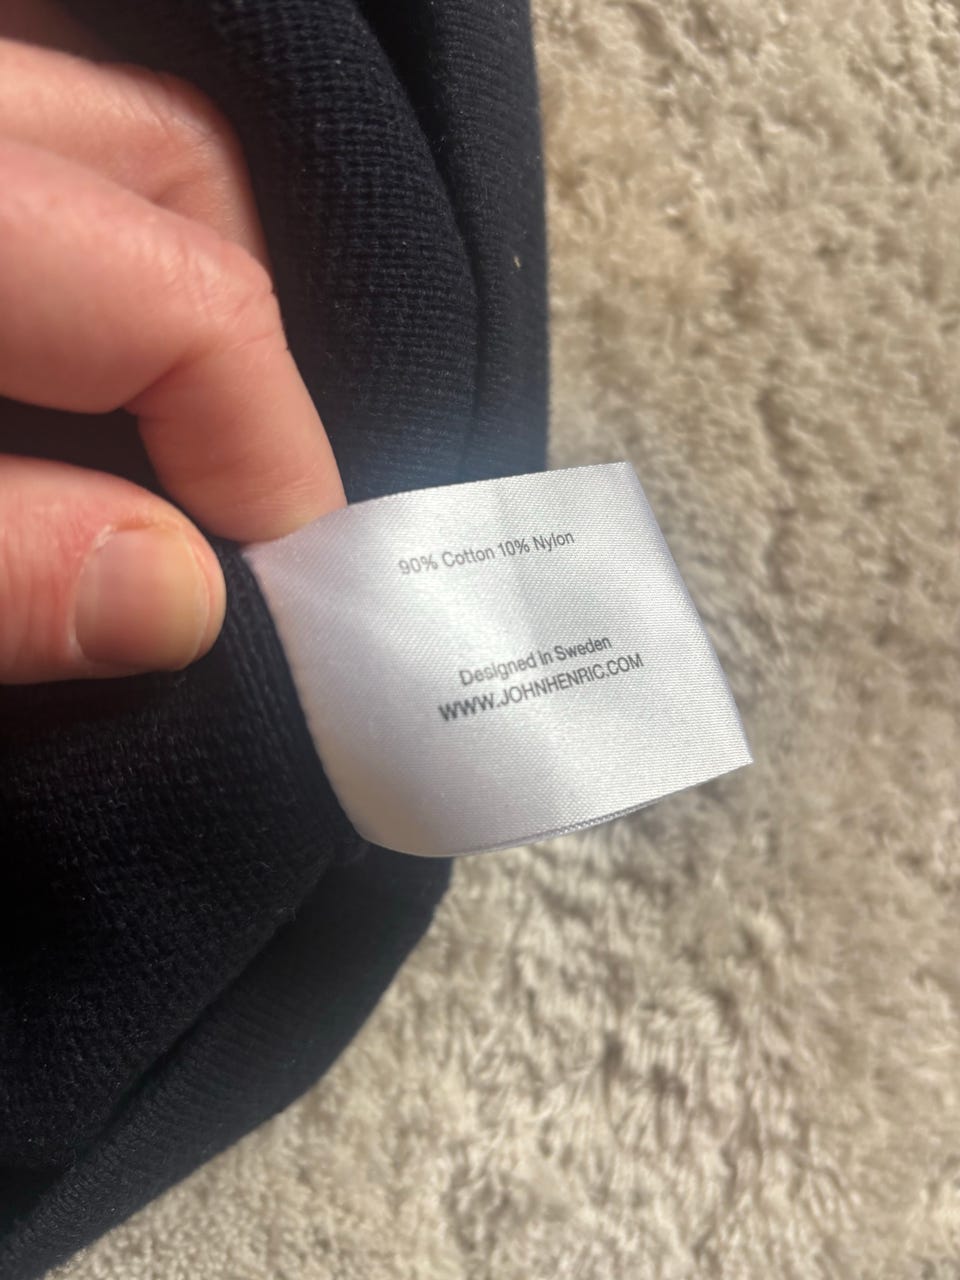 90% Cotton 10% Nylon
Designed in Sweden
WWW.JOHNHENRIC.COM